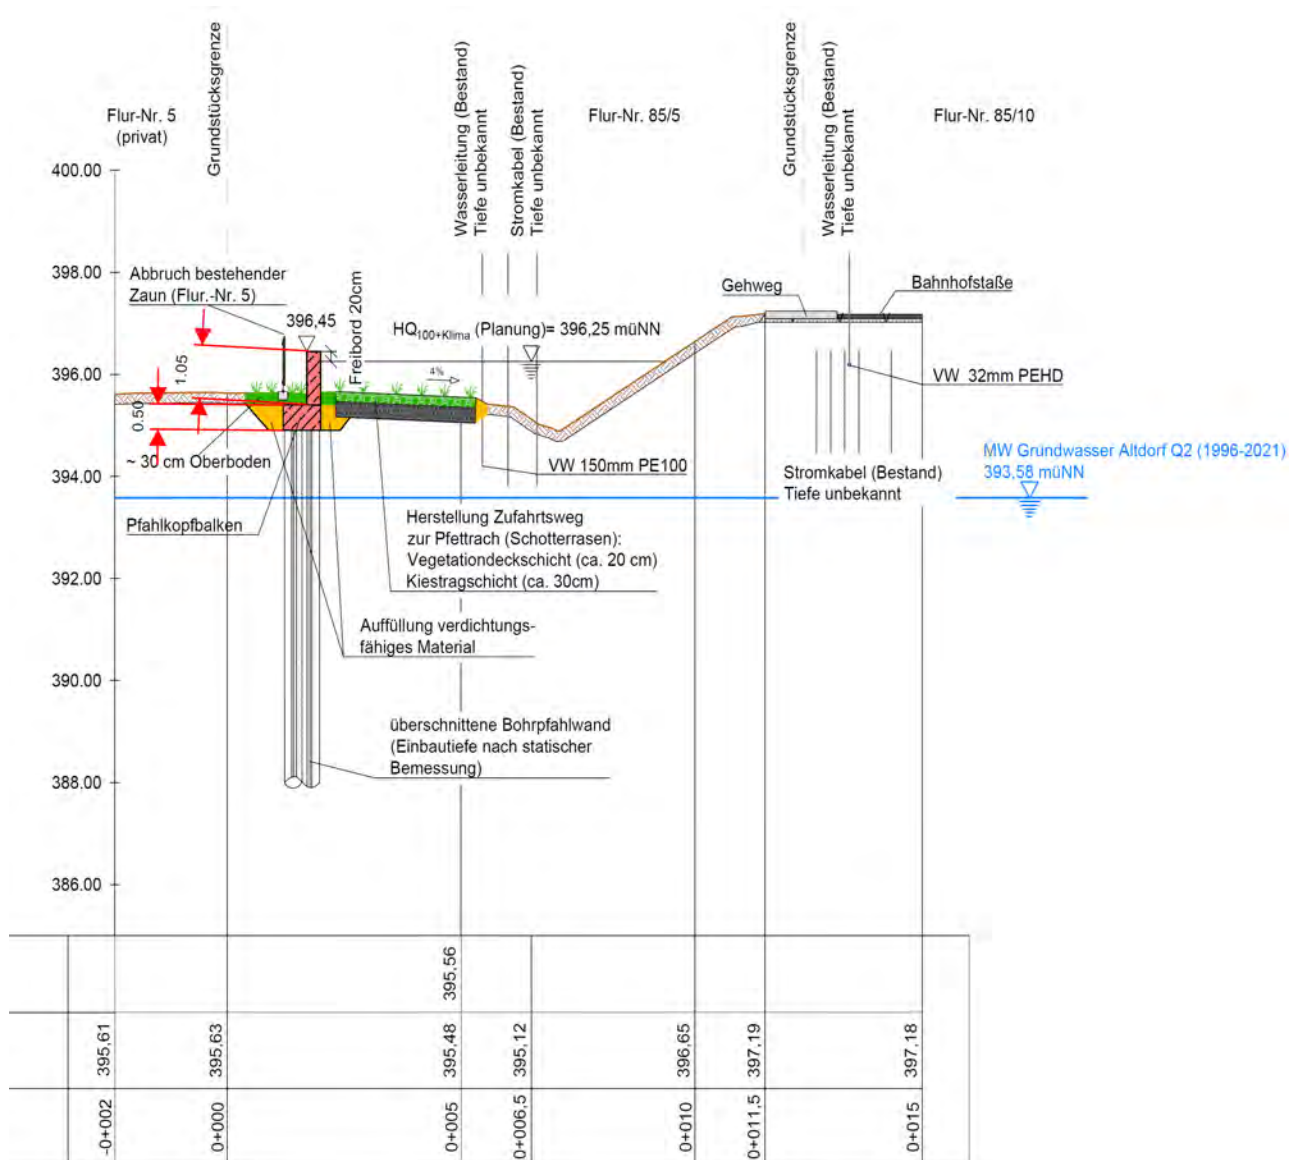 Flur-Nr. 5
(privat)
Grundstücksgrenze
Wasserleitung (Bestand)
Tiefe unbekannt
Stromkabel (Bestand)
Tiefe unbekannt
Flur-Nr. 85/5
Grundstücksgrenze
Wasserleitung (Bestand)
Tiefe unbekannt
Flur-Nr. 85/10
400.00
398.00
396.00
394.00
392.00
390.00
388.00
386.00
Abbruch bestehender
Zaun (Flur.-Nr. 5)
396,45
Freibord 20cm
HQ100+Klima (Planung)= 396,25 müNN
Gehweg
Bahnhofstaße
4%
1.05
0.50
VW 32mm PEHD
~ 30 cm Oberboden
VW 150mm PE100
Stromkabel (Bestand)
Tiefe unbekannt
MW Grundwasser Altdorf Q2 (1996-2021)
393,58 müNN
Pfahlkopfbalken
Herstellung Zufahrtsweg
zur Pfettrach (Schotterrasen):
Vegetationdeckschicht (ca. 20 cm)
Kiestragschicht (ca. 30cm)
Auffüllung verdichtungs-
fähiges Material
überschnittene Bohrpfahlwand
(Einbautiefe nach statischer
Bemessung)
395,56
395,61
395,63
395,48
395,12
396,65
397,19
397,18
-0+002
0+000
0+005
0+006,5
0+010
0+011,5
0+015